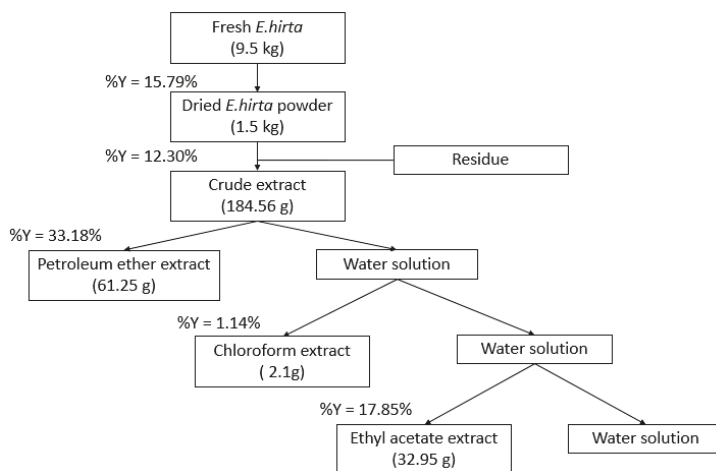 Fresh E.hirta
(9.5 kg)
%Y = 15.79%
Dried E.hirta powder
(1.5 kg)
%Y = 12.30%
Residue
Crude extract
(184.56 g)
%Y = 33.18%
Petroleum ether extract
(61.25 g)
Water solution
%Y = 1.14%
Chloroform extract
( 2.1g)
Water solution
%Y = 17.85%
Ethyl acetate extract
(32.95 g)
Water solution